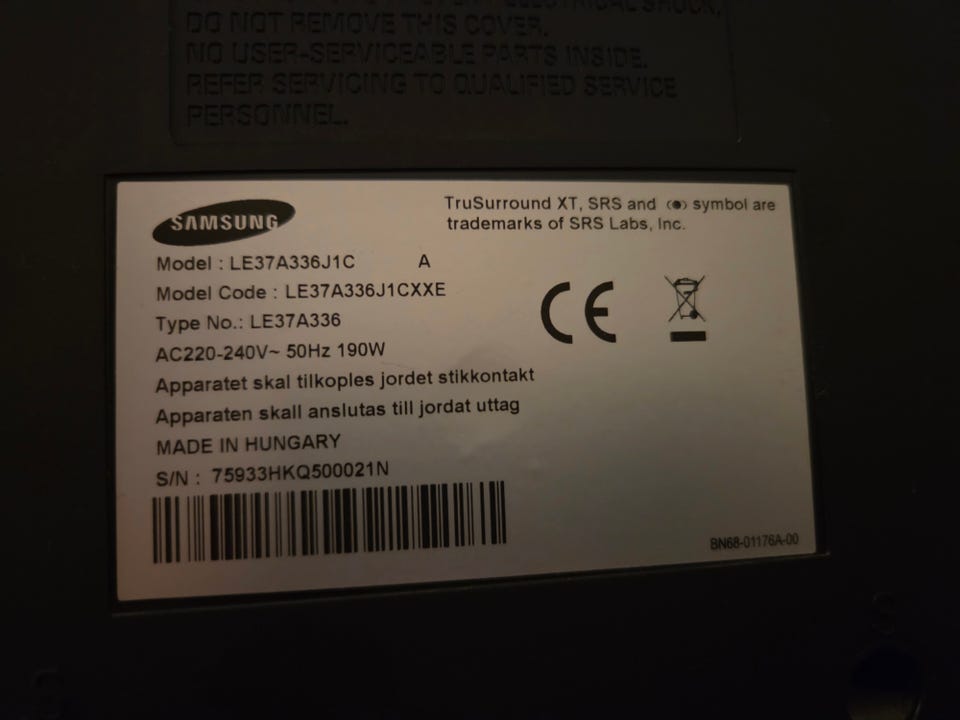 DO NOT REMOVE THIS COVER.
NO USER-SERVICEABLE PARTS INSIDE.
REFER SERVICING TO QUALIFIED SERVICE
PERSONNEL.
SAMSUNG
TruSurround XT, SRS and (●) symbol are
trademarks of SRS Labs, Inc.
Model : LE37A336J1C A
Model Code : LE37A336J1CXXE
Type No.: LE37A336
AC220-240V~ 50Hz 190W
Apparatet skal tilkoples jordet stikkontakt
Apparaten skall anslutas till jordat uttag
MADE IN HUNGARY
S/N : 75933HKQ500021N
CE
BN68-01176A-00